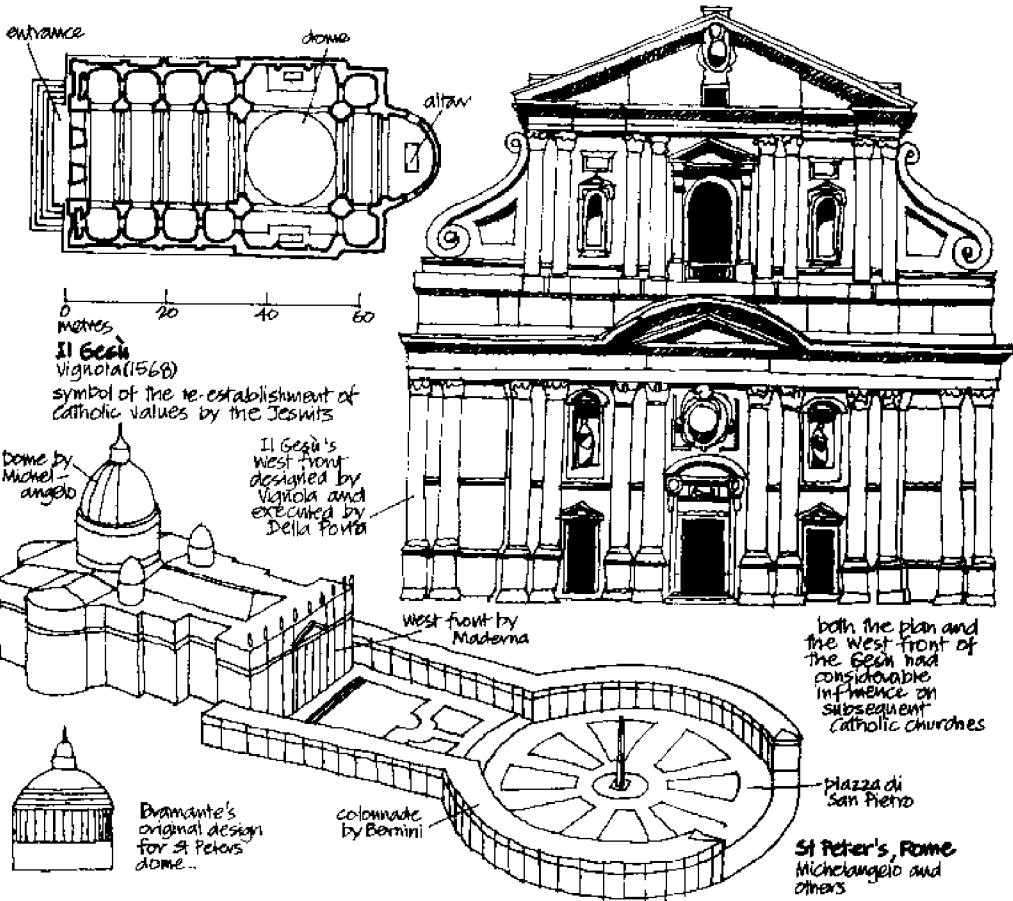 entrance
dome
altar
0 20 40 60
metres
Il Gesù
Vignola (1568)
symbol of the re-establishment of
catholic values by the Jesuits
Il Gesù's
west front
designed by
Vignola and
executed by
Della Porta
Dome by
Michel-
angelo
west front by
Maderna
both the plan and
the west front of
the Gesù had
considerable
influence on
subsequent
Catholic churches
piazza di
San Pietro
colonnade
by Bernini
Bramante's
original design
for St Peters
dome...
St Peter's, Rome
Michelangelo and
others